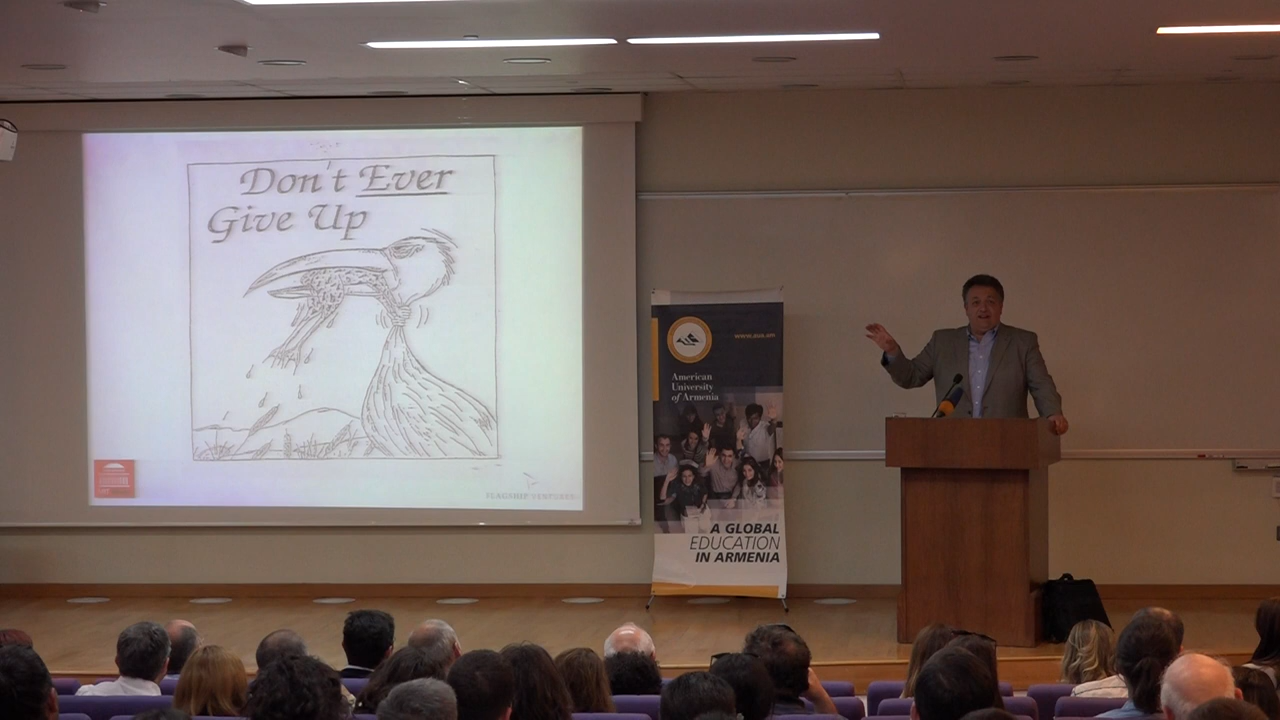 Don't Ever
Give Up
FLAGSHIP VENTURES
www.aua.am
American
University
of Armenia
A GLOBAL
EDUCATION
IN ARMENIA